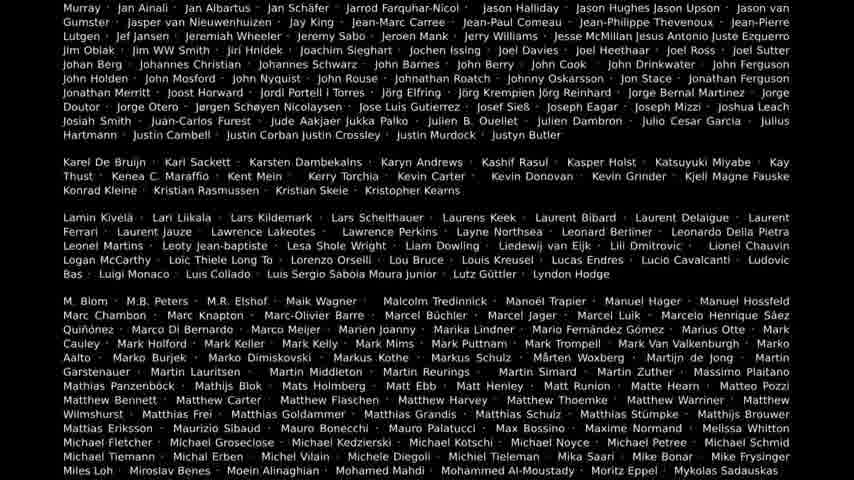 Murray · Jan Ainali · Jan Albartus · Jan Schäfer · Jarrod Farquhar-Nicol · Jason Halliday · Jason Hughes Jason Upson · Jason van
Gumster · Jasper van Nieuwenhuizen · Jay King · Jean-Marc Carree · Jean-Paul Comeau · Jean-Philippe Thevenoux · Jean-Pierre
Lutgen · Jef Jansen · Jeremiah Wheeler · Jeremy Sabo · Jeroen Mank · Jerry Williams · Jesse McMillan Jesus Antonio Juste Ezquerro
Jim Oblak · Jim WW Smith · Jiri Hnídek · Joachim Sieghart · Jochen Issing · Joel Davies · Joel Heethaar · Joel Ross · Joel Sutter
Johan Berg · Johannes Christian · Johannes Schwarz · John Barnes · John Berry · John Cook · John Drinkwater · John Ferguson
John Holden · John Mosford · John Nyquist · John Rouse · Johnathan Roatch · Johnny Oskarsson · Jon Stace · Jonathan Ferguson
Jonathan Merritt · Joost Horward · Jordi Portell i Torres · Jörg Elfring · Jörg Krempien Jörg Reinhard · Jorge Bernal Martinez · Jorge
Doutor · Jorge Otero · Jørgen Schøyen Nicolaysen · Jose Luis Gutierrez · Josef Sieß · Joseph Eagar · Joseph Mizzi · Joshua Leach
Josiah Smith · Juan-Carlos Furest · Jude Aakjaer Jukka Palko · Julien B. Ouellet · Julien Dambron · Julio Cesar Garcia · Julius
Hartmann · Justin Cambell · Justin Corban Justin Crossley · Justin Murdock · Justyn Butler
Karel De Bruijn · Karl Sackett · Karsten Dambekalns · Karyn Andrews · Kashif Rasul · Kasper Holst · Katsuyuki Miyabe · Kay
Thust · Kenea C. Maraffio · Kent Mein · Kerry Torchia · Kevin Carter · Kevin Donovan · Kevin Grinder · Kjell Magne Fauske
Konrad Kleine · Kristian Rasmussen · Kristian Skeie · Kristopher Kearns
Lamin Kivelä · Lari Liikala · Lars Kildemark · Lars Schelthauer · Laurens Keek · Laurent Bibard · Laurent Delaigue · Laurent
Ferrari · Laurent Jauze · Lawrence Lakeotes · Lawrence Perkins · Layne Northsea · Leonard Berliner · Leonardo Della Pietra
Leonel Martins · Leoty Jean-baptiste · Lesa Shole Wright · Liam Dowling · Liedewij van Eijk · Lili Dmitrovic · Lionel Chauvin
Logan McCarthy · Loïc Thiele Long To · Lorenzo Orselli · Lou Bruce · Louis Kreusel · Lucas Endres · Lucio Cavalcanti · Ludovic
Bas · Luigi Monaco · Luis Collado · Luis Sergio Saboia Moura Junior · Lutz Güttler · Lyndon Hodge
M. Blom · M.B. Peters · M.R. Elshof · Maik Wagner · Malcolm Tredinnick · Manoël Trapier · Manuel Hager · Manuel Hossfeld
Marc Chambon · Marc Knapton · Marc-Olivier Barre · Marcel Büchler · Marcel Jager · Marcel Luik · Marcelo Henrique Sáez
Quiñónez · Marco Di Bernardo · Marco Meijer · Marien Joanny · Marika Lindner · Mario Fernández Gómez · Marius Otte · Mark
Cauley · Mark Holford · Mark Keller · Mark Kelly · Mark Mims · Mark Puttnam · Mark Trompell · Mark Van Valkenburgh · Marko
Aalto · Marko Burjek · Marko Dimiskovski · Markus Kothe · Markus Schulz · Mårten Woxberg · Martijn de Jong · Martin
Garstenauer · Martin Lauritsen · Martin Middleton · Martin Reurings · Martin Simard · Martin Zuther · Massimo Plaitano
Mathias Panzenböck · Mathijs Blok · Mats Holmberg · Matt Ebb · Matt Henley · Matt Runion · Matte Hearn · Matteo Pozzi
Matthew Bennett · Matthew Carter · Matthew Flaschen · Matthew Harvey · Matthew Thoemke · Matthew Warriner · Matthew
Wilmshurst · Matthias Frei · Matthias Goldammer · Matthias Grandis · Matthias Schulz · Matthias Stümpke · Matthijs Brouwer
Mattias Eriksson · Maurizio Sibaud · Mauro Bonecchi · Mauro Palatucci · Max Bossino · Maxime Normand · Melissa Whitton
Michael Fletcher · Michael Groseclose · Michael Kedzierski · Michael Kotschi · Michael Noyce · Michael Petree · Michael Schmid
Michael Tiemann · Michal Erben · Michel Vilain · Michele Diegoli · Michiel Tieleman · Mika Saari · Mike Bonar · Mike Frysinger
Miles Loh · Miroslav Benes · Moein Alinaghian · Mohamed Mahdi · Mohammed Al-Moustady · Moritz Eppel · Mykolas Sadauskas